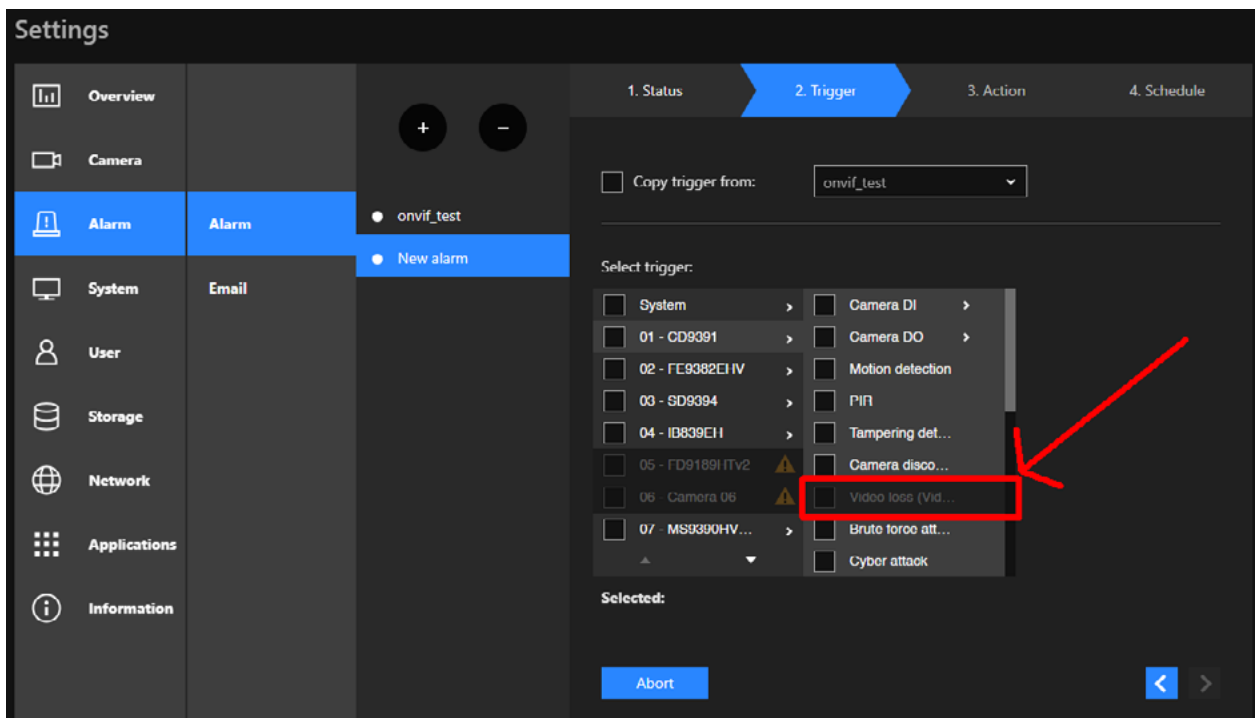 Settings
Overview
Camera
Alarm
System
User
Storage
Network
Applications
Information
Alarm
Email
+ −
onvif_test
New alarm
1. Status 2. Trigger 3. Action 4. Schedule
Copy trigger from: onvif_test
Select trigger:
System
01 - CD9391
02 - FE9382EHV
03 - SD9394
04 - IB839EH
05 - FD9189HTv2
06 - Camera 06
07 - MS9390HV...
Camera DI
Camera DO
Motion detection
PIR
Tampering det...
Camera disco...
Video loss (Vid...
Brute force att...
Cyber attack
Selected:
Abort